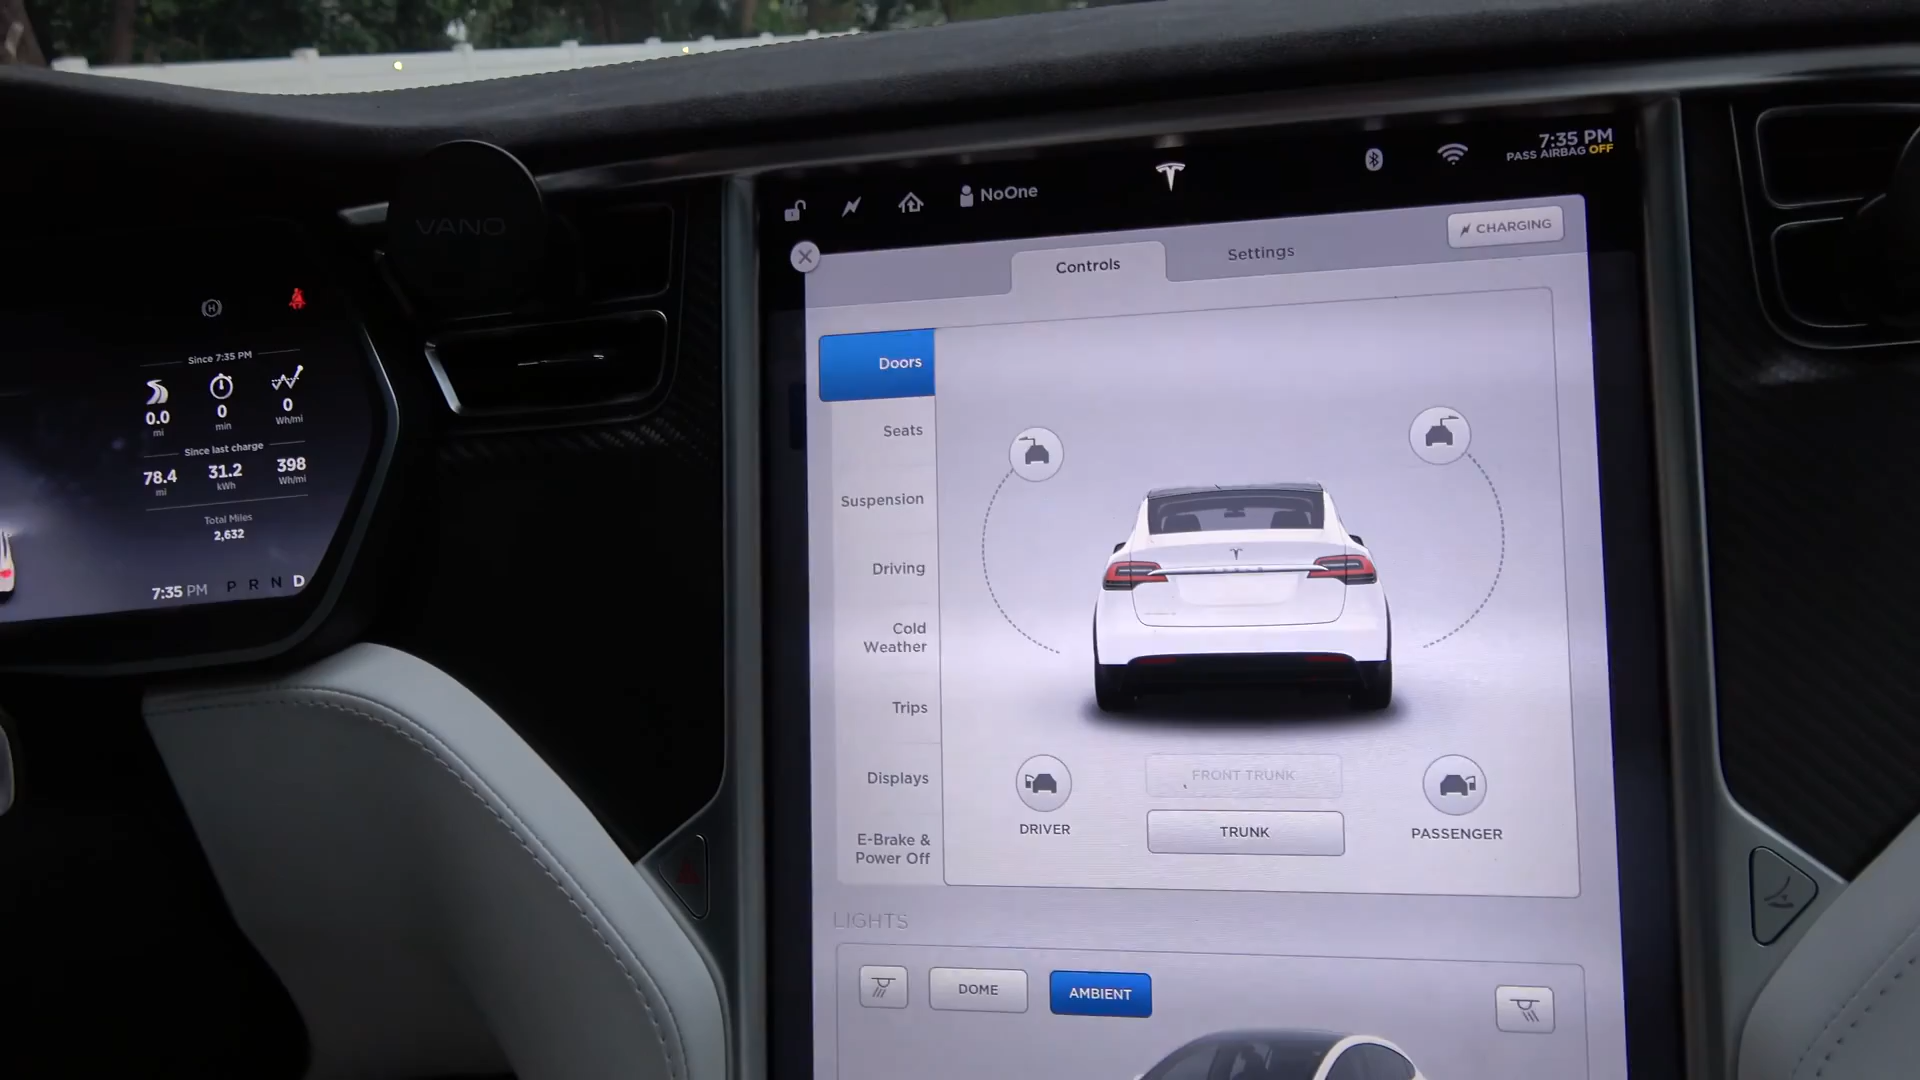 VANO
Since 7:35 PM
0.0
mi
0
min
0
Wh/mi
Since last charge
78.4
mi
31.2
kWh
398
Wh/mi
Total Miles
2,632
7:35 PM P R N D
NoOne
7:35 PM
PASS AIRBAG OFF
Controls
Settings
CHARGING
Doors
Seats
Suspension
Driving
Cold
Weather
Trips
Displays
E-Brake &
Power Off
DRIVER
FRONT TRUNK
TRUNK
PASSENGER
LIGHTS
DOME
AMBIENT